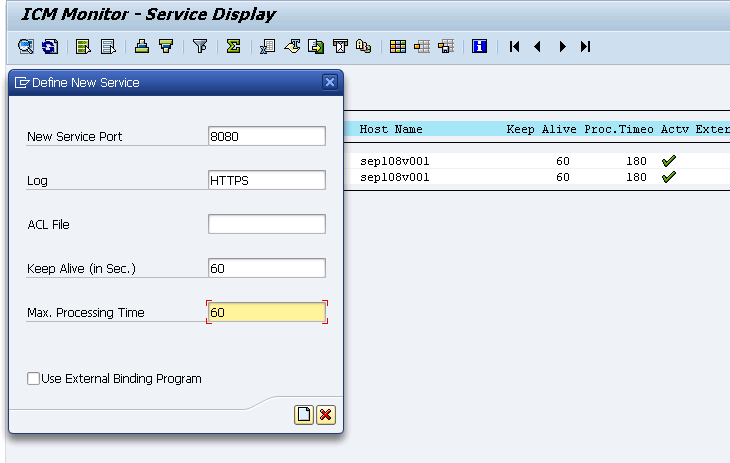 ICM Monitor - Service Display
Define New Service
New Service Port 8080
Log HTTPS
ACL File
Keep Alive (in Sec.) 60
Max. Processing Time 60
Use External Binding Program
Host Name Keep Alive Proc.Timeo Actv Exter
sep108v001 60 180
sep108v001 60 180